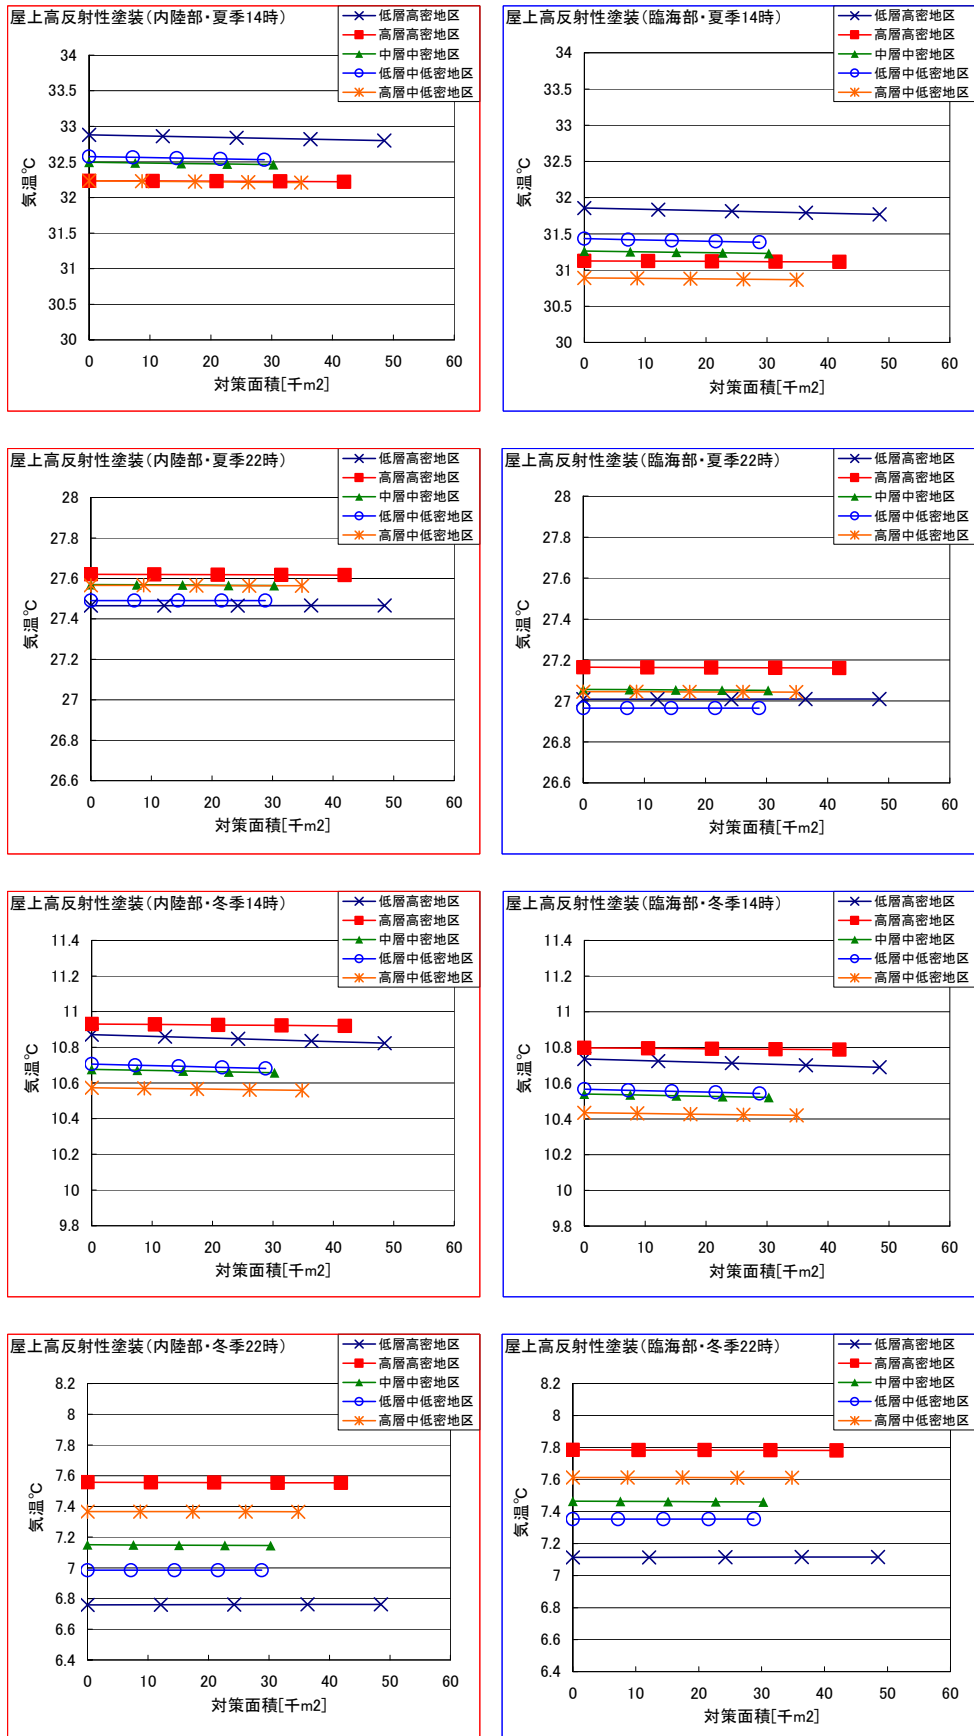 屋上高反射性塗装(内陸部・夏季14時)
低層高密地区
高層高密地区
中層中密地区
低層中低密地区
高層中低密地区
34
33.5
33
32.5
32
31.5
31
30.5
30
気温℃
0 10 20 30 40 50 60
対策面積[千m2]
屋上高反射性塗装(臨海部・夏季14時)
低層高密地区
高層高密地区
中層中密地区
低層中低密地区
高層中低密地区
34
33.5
33
32.5
32
31.5
31
30.5
30
気温℃
0 10 20 30 40 50 60
対策面積[千m2]
屋上高反射性塗装(内陸部・夏季22時)
低層高密地区
高層高密地区
中層中密地区
低層中低密地区
高層中低密地区
28
27.8
27.6
27.4
27.2
27
26.8
26.6
気温℃
0 10 20 30 40 50 60
対策面積[千m2]
屋上高反射性塗装(臨海部・夏季22時)
低層高密地区
高層高密地区
中層中密地区
低層中低密地区
高層中低密地区
28
27.8
27.6
27.4
27.2
27
26.8
26.6
気温℃
0 10 20 30 40 50 60
対策面積[千m2]
屋上高反射性塗装(内陸部・冬季14時)
低層高密地区
高層高密地区
中層中密地区
低層中低密地区
高層中低密地区
11.4
11.2
11
10.8
10.6
10.4
10.2
10
9.8
気温℃
0 10 20 30 40 50 60
対策面積[千m2]
屋上高反射性塗装(臨海部・冬季14時)
低層高密地区
高層高密地区
中層中密地区
低層中低密地区
高層中低密地区
11.4
11.2
11
10.8
10.6
10.4
10.2
10
9.8
気温℃
0 10 20 30 40 50 60
対策面積[千m2]
屋上高反射性塗装(内陸部・冬季22時)
低層高密地区
高層高密地区
中層中密地区
低層中低密地区
高層中低密地区
8.2
8
7.8
7.6
7.4
7.2
7
6.8
6.6
6.4
気温℃
0 10 20 30 40 50 60
対策面積[千m2]
屋上高反射性塗装(臨海部・冬季22時)
低層高密地区
高層高密地区
中層中密地区
低層中低密地区
高層中低密地区
8.2
8
7.8
7.6
7.4
7.2
7
6.8
6.6
6.4
気温℃
0 10 20 30 40 50 60
対策面積[千m2]